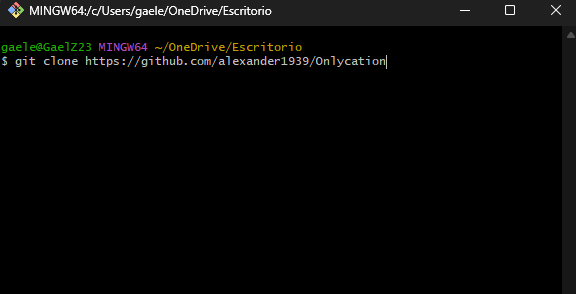 MINGW64:/c/Users/gaele/OneDrive/Escritorio
gaele@GaelZ23 MINGW64 ~/OneDrive/Escritorio
$ git clone https://github.com/alexander1939/Onlycation